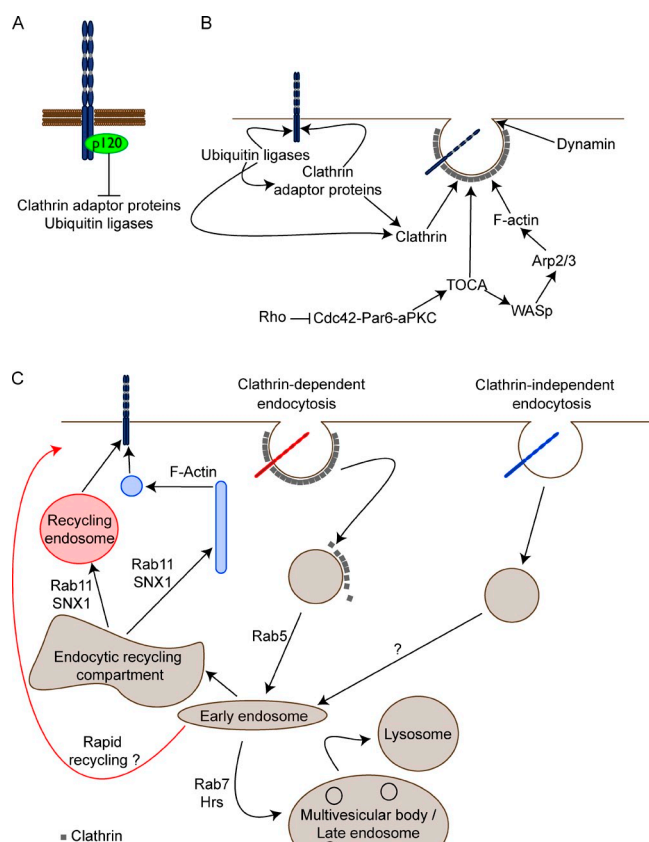 A
p120
Clathrin adaptor proteins
Ubiquitin ligases
B
Ubiquitin ligases
Clathrin
adaptor proteins
Clathrin
Dynamin
F-actin
Arp2/3
TOCA
WASp
Rho
Cdc42-Par6-aPKC
C
Clathrin-dependent
endocytosis
Clathrin-independent
endocytosis
F-Actin
Recycling
endosome
Rab11
SNX1
Rab11
SNX1
Rab5
?
Endocytic recycling
compartment
Early endosome
Rapid
recycling ?
Lysosome
Rab7
Hrs
Multivesicular body /
Late endosome
Clathrin